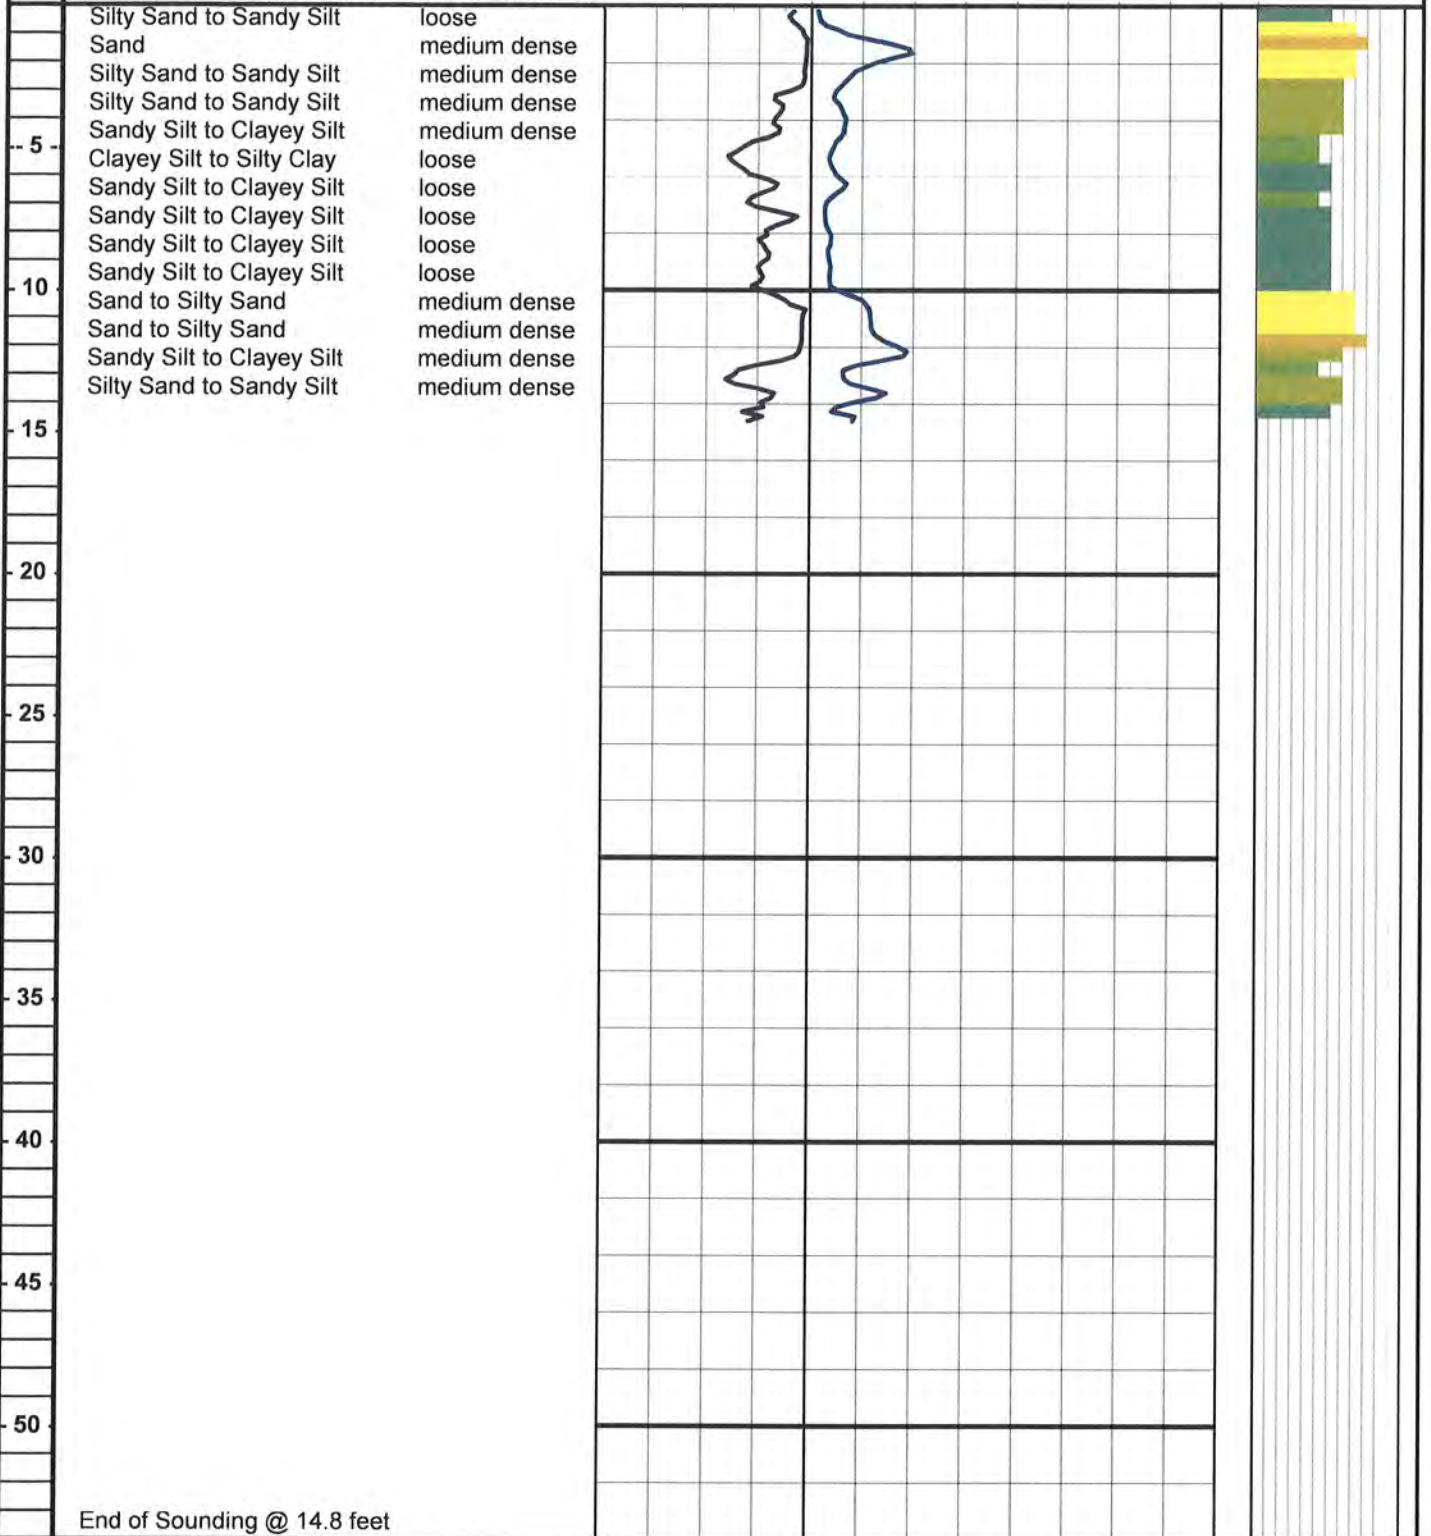 Silty Sand to Sandy Silt loose
Sand medium dense
Silty Sand to Sandy Silt medium dense
Silty Sand to Sandy Silt medium dense
Sandy Silt to Clayey Silt medium dense
-- 5 -- Clayey Silt to Silty Clay loose
Sandy Silt to Clayey Silt loose
Sandy Silt to Clayey Silt loose
Sandy Silt to Clayey Silt loose
Sandy Silt to Clayey Silt loose
- 10 - Sand to Silty Sand medium dense
Sand to Silty Sand medium dense
Sandy Silt to Clayey Silt medium dense
Silty Sand to Sandy Silt medium dense
- 15 -
- 20 -
- 25 -
- 30 -
- 35 -
- 40 -
- 45 -
- 50 -
End of Sounding @ 14.8 feet